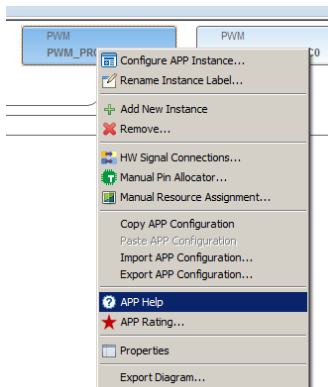 PWM
PWM
PWM_PRO
C0
Configure APP Instance...
Rename Instance Label...
Add New Instance
Remove...
HW Signal Connections...
Manual Pin Allocator...
Manual Resource Assignment...
Copy APP Configuration
Paste APP Configuration
Import APP Configuration...
Export APP Configuration...
APP Help
APP Rating...
Properties
Export Diagram...